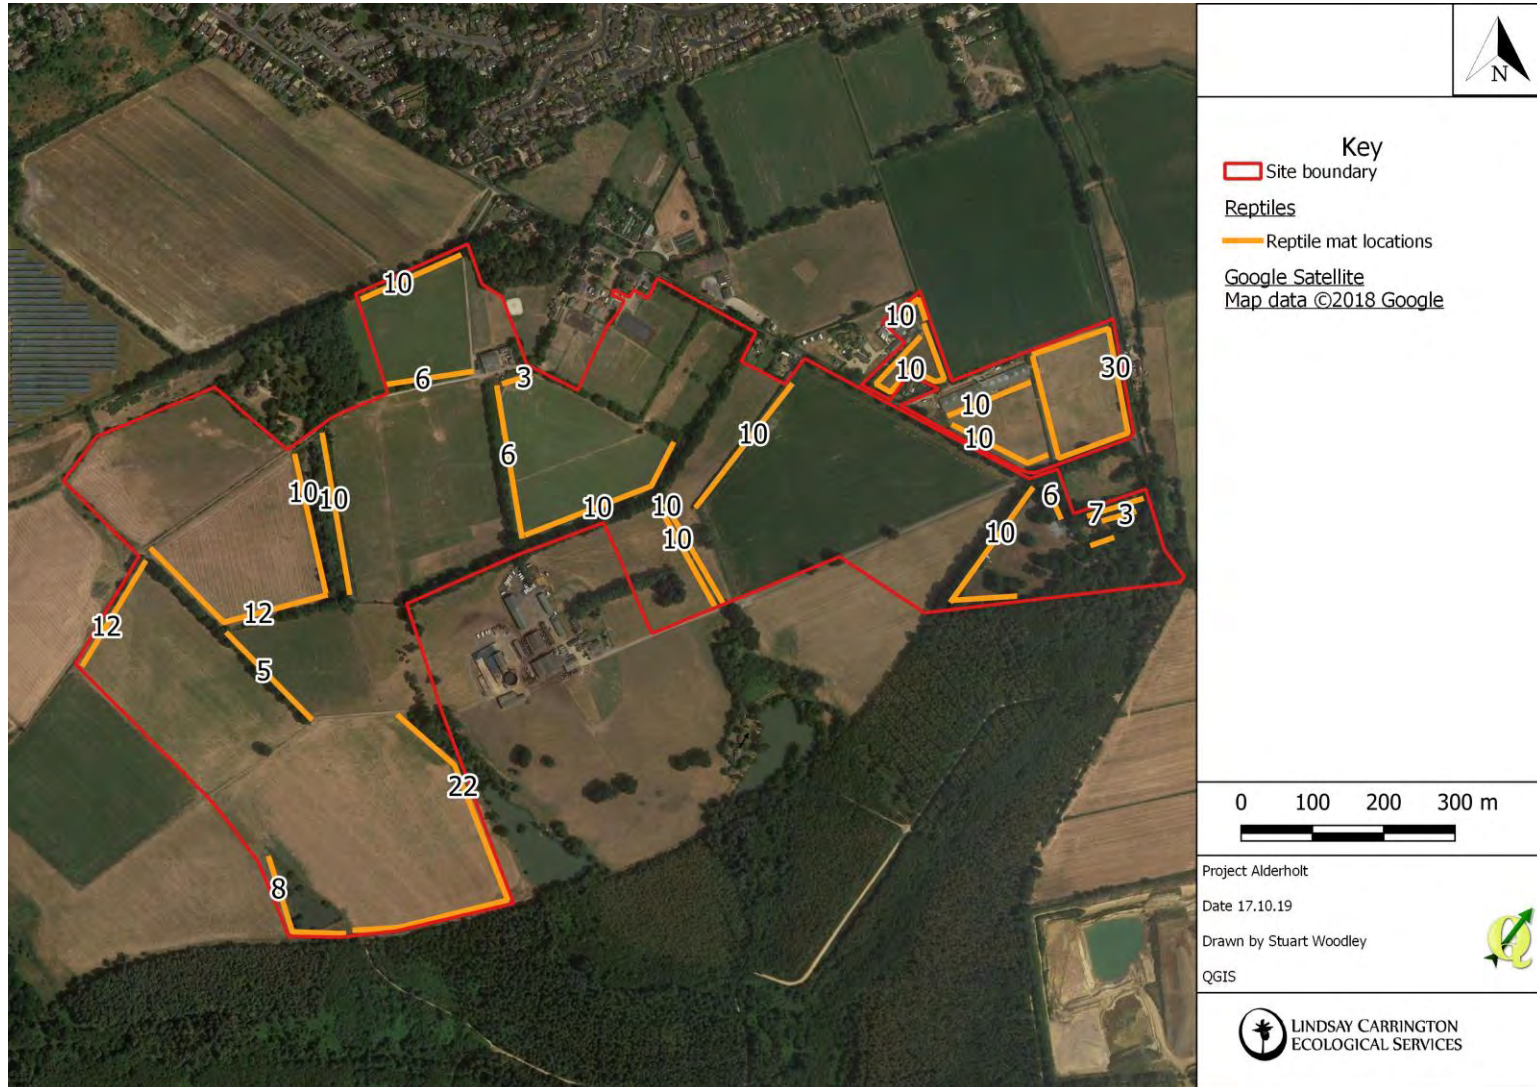 N
Key
Site boundary
Reptiles
Reptile mat locations
Google Satellite
Map data ©2018 Google
0 100 200 300 m
Project Alderholt
Date 17.10.19
Drawn by Stuart Woodley
QGIS
LINDSAY CARRINGTON
ECOLOGICAL SERVICES
10
6
3
10
10
30
10
10
10
6
10
10
10
10
10
6
7
3
10
10
12
12
5
22
8